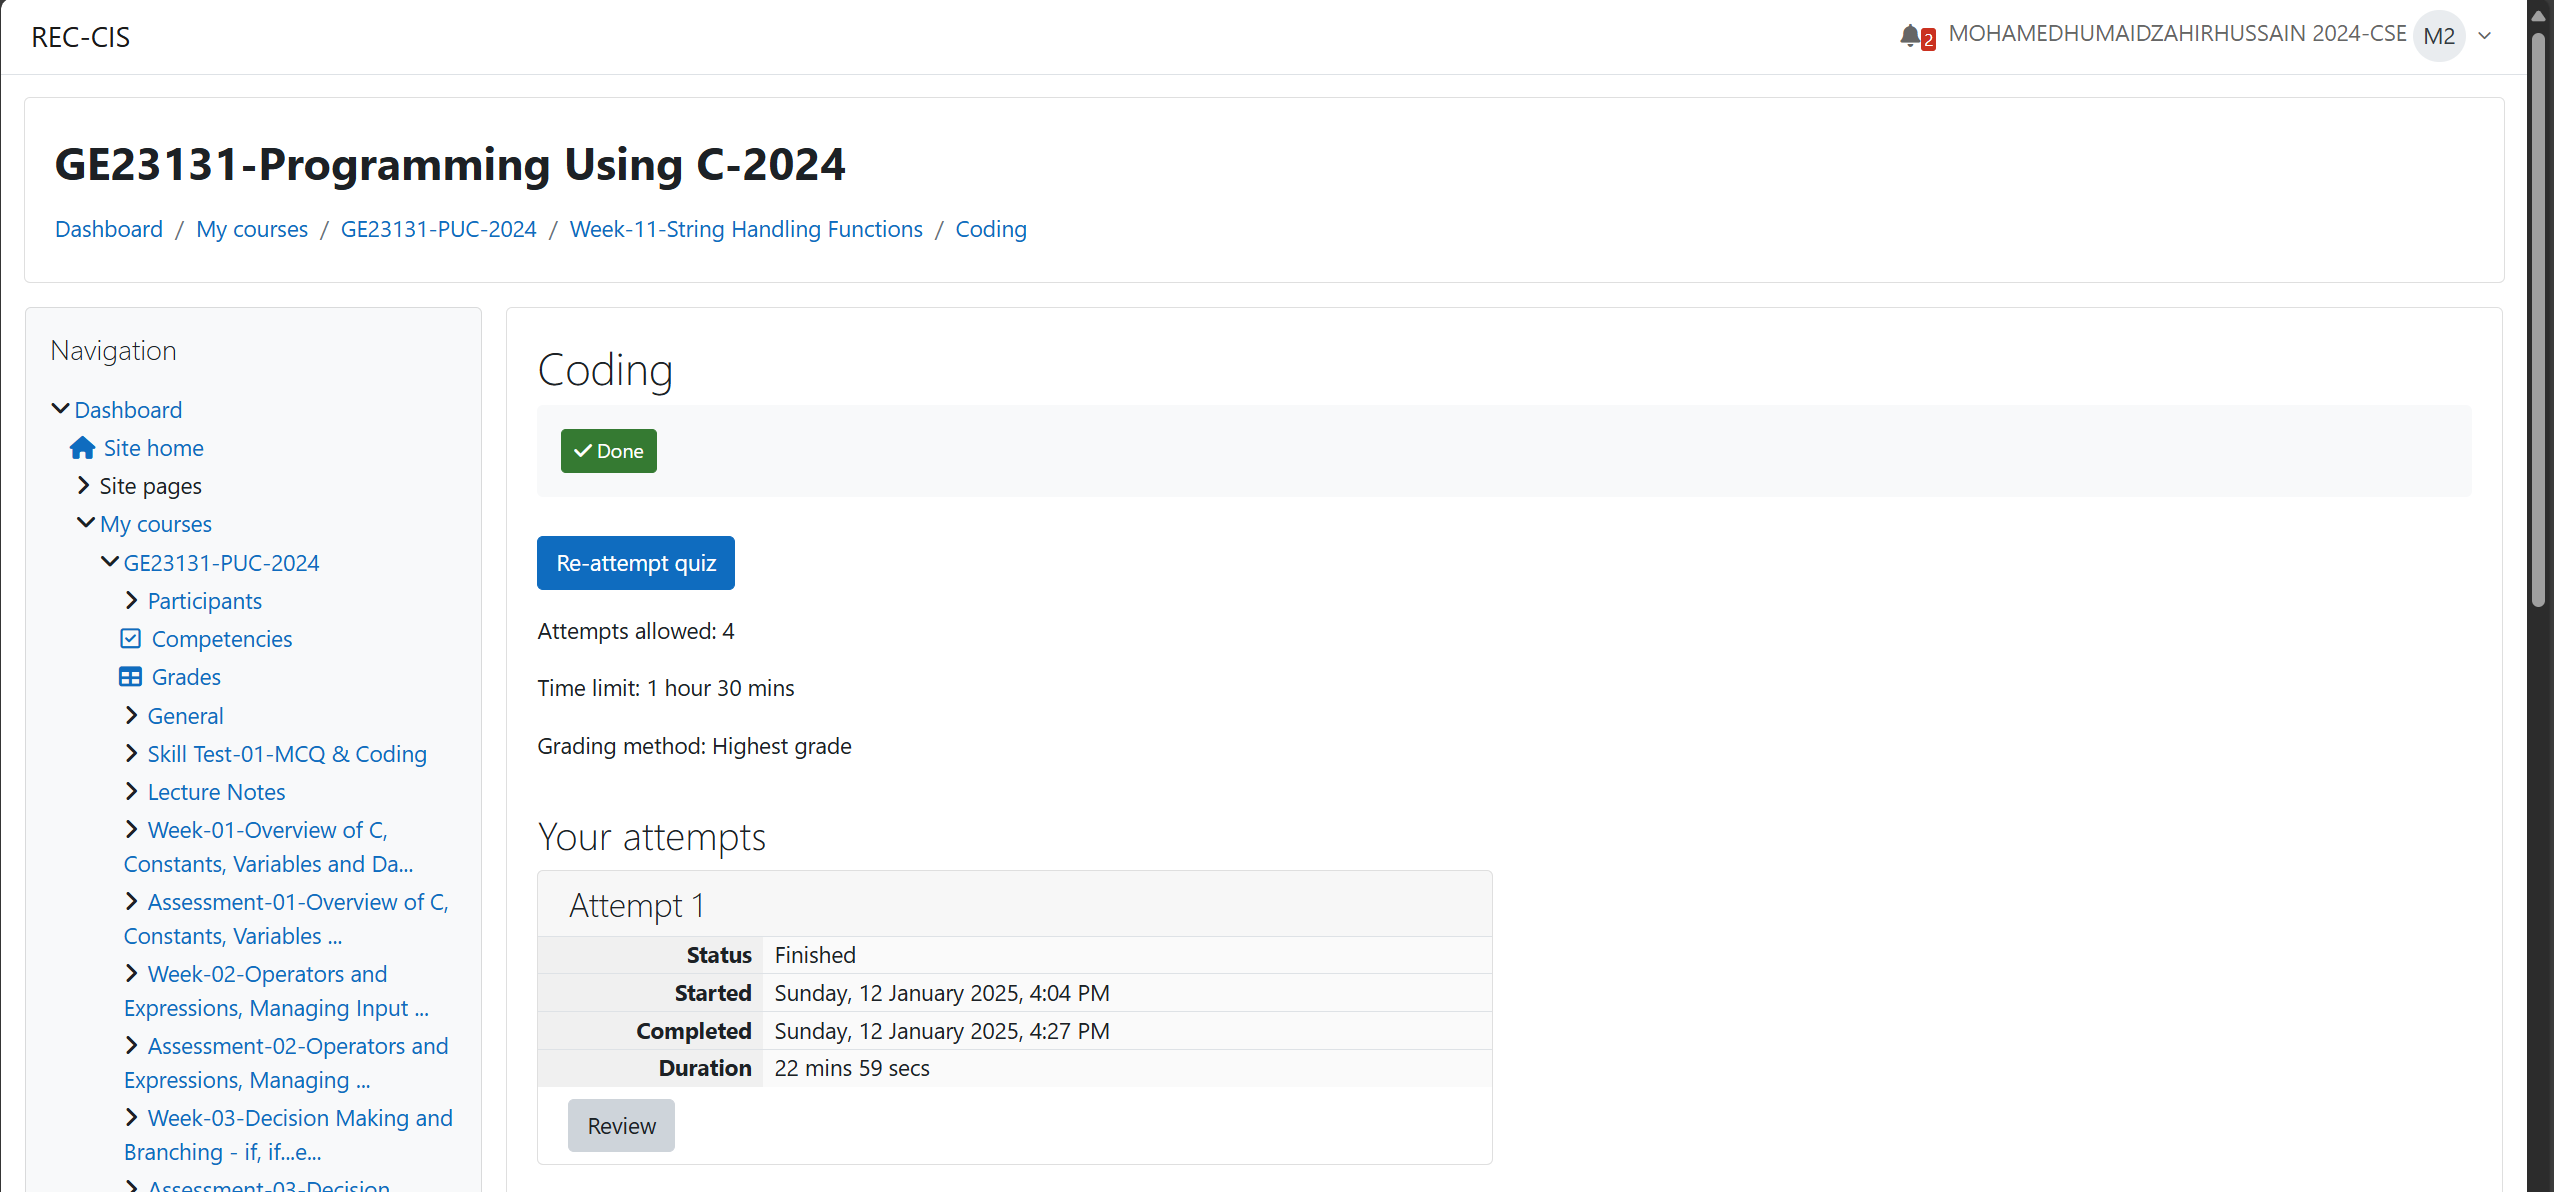 REC-CIS
2 MOHAMEDHUMAIDZAHIRHUSSAIN 2024-CSE M2
GE23131-Programming Using C-2024
Dashboard / My courses / GE23131-PUC-2024 / Week-11-String Handling Functions / Coding
Navigation
Dashboard
Site home
Site pages
My courses
GE23131-PUC-2024
Participants
Competencies
Grades
General
Skill Test-01-MCQ & Coding
Lecture Notes
Week-01-Overview of C,
Constants, Variables and Da...
Assessment-01-Overview of C,
Constants, Variables ...
Week-02-Operators and
Expressions, Managing Input ...
Assessment-02-Operators and
Expressions, Managing ...
Week-03-Decision Making and
Branching - if, if...e...
Assessment-03-Decision
Coding
Done
Re-attempt quiz
Attempts allowed: 4
Time limit: 1 hour 30 mins
Grading method: Highest grade
Your attempts
Attempt 1
Status Finished
Started Sunday, 12 January 2025, 4:04 PM
Completed Sunday, 12 January 2025, 4:27 PM
Duration 22 mins 59 secs
Review